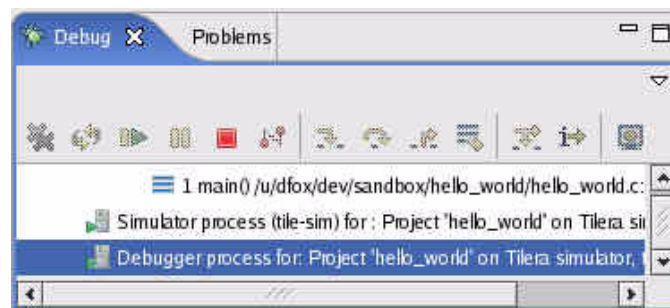 Debug Problems
1 main() /u/dfox/dev/sandbox/hello_world/hello_world.c:
Simulator process (tile-sim) for : Project 'hello_world' on Tilera
Debugger process for: Project 'hello_world' on Tilera simulator,